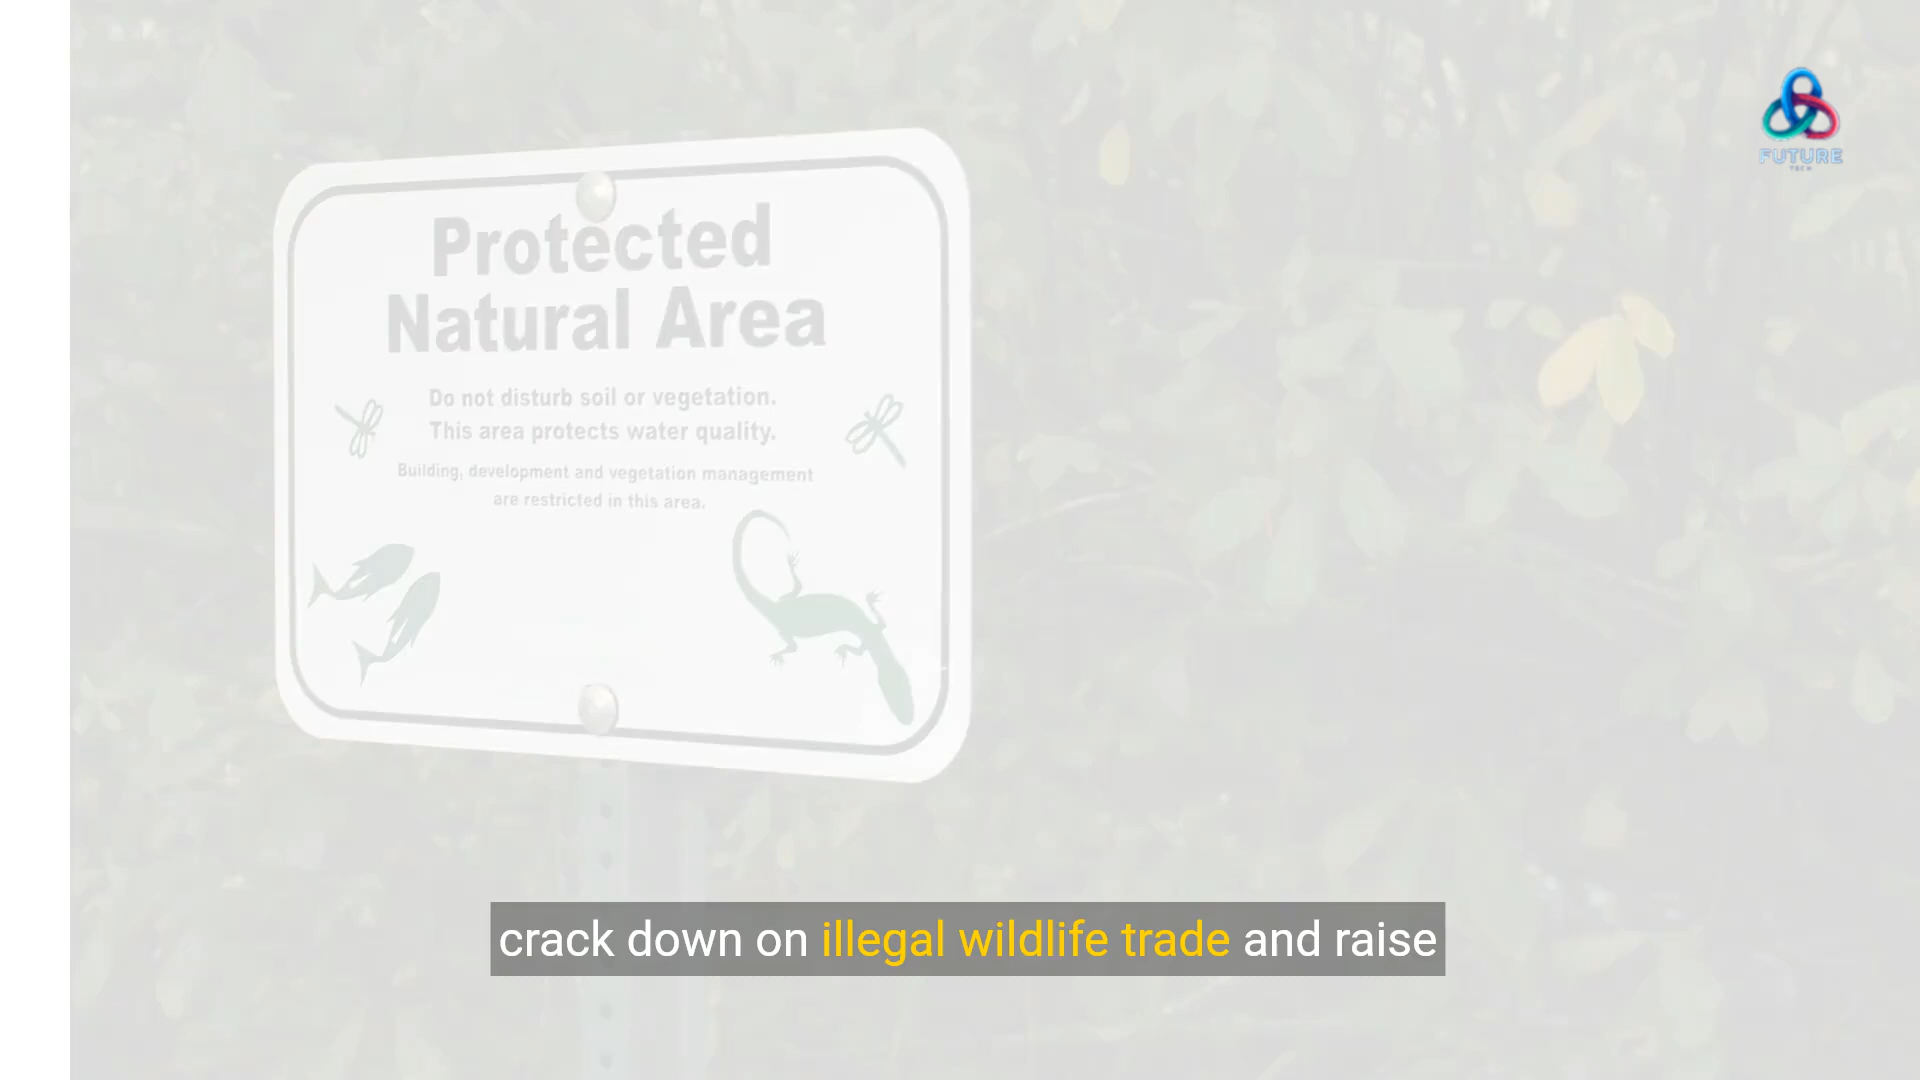 FUTURE
TECH
Protected
Natural Area
Do not disturb soil or vegetation.
This area protects water quality.
Building, development and vegetation management
are restricted in this area.
crack down on illegal wildlife trade and raise